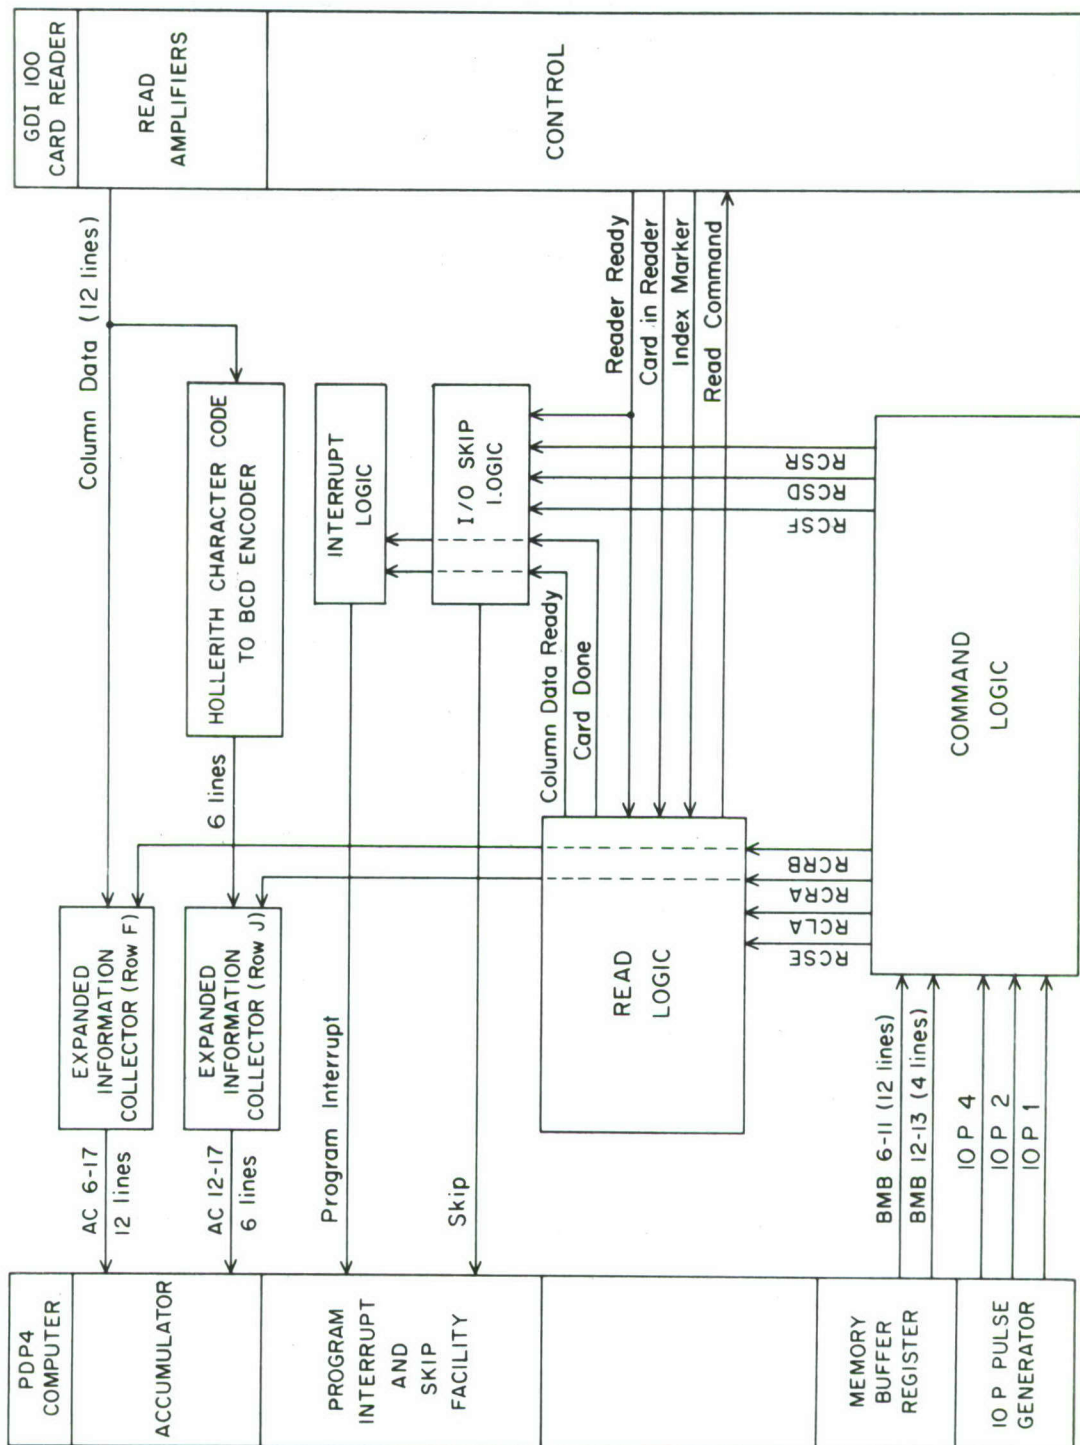 PDP4
COMPUTER
ACCUMULATOR
PROGRAM
INTERRUPT
AND
SKIP
FACILITY
MEMORY
BUFFER
REGISTER
IO P PULSE
GENERATOR
AC 6-17
12 lines
AC 12-17
6 lines
Program Interrupt
Skip
BMB 6-11 (12 lines)
BMB 12-13 (4 lines)
IO P 4
IO P 2
IO P 1
EXPANDED
INFORMATION
COLLECTOR (Row F)
EXPANDED
INFORMATION
COLLECTOR (Row J)
READ
LOGIC
RCSE
RCLA
RCRA
RCRB
COMMAND
LOGIC
6 lines
Column Data Ready
Card Done
HOLLERITH CHARACTER CODE
TO BCD ENCODER
INTERRUPT
LOGIC
I/O SKIP
LOGIC
RCSF
RCSD
RCSR
Column Data (12 lines)
Reader Ready
Card in Reader
Index Marker
Read Command
GDI 100
CARD READER
READ
AMPLIFIERS
CONTROL